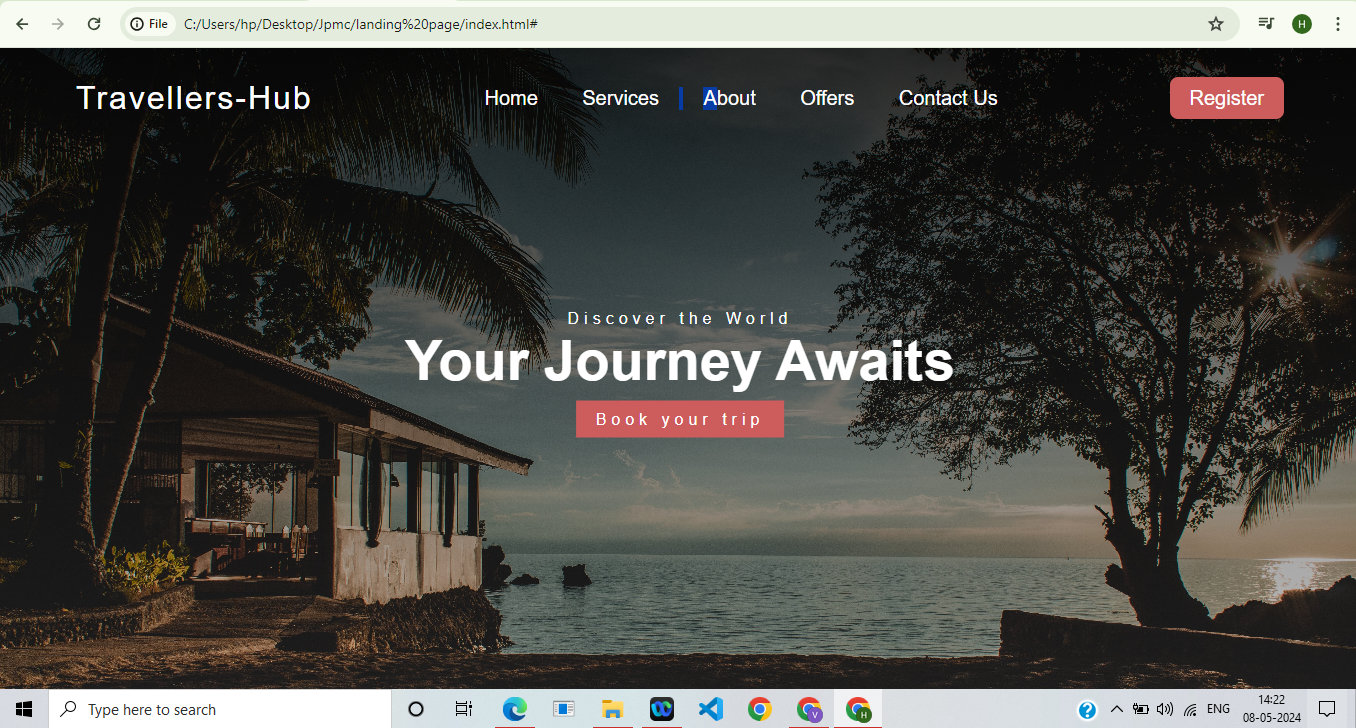 File C:/Users/hp/Desktop/Jpmc/landing%20page/index.html#
H
Travellers-Hub Home Services About Offers Contact Us Register
Discover the World
Your Journey Awaits
Book your trip
Type here to search
V
H
ENG
14:22
08-05-2024